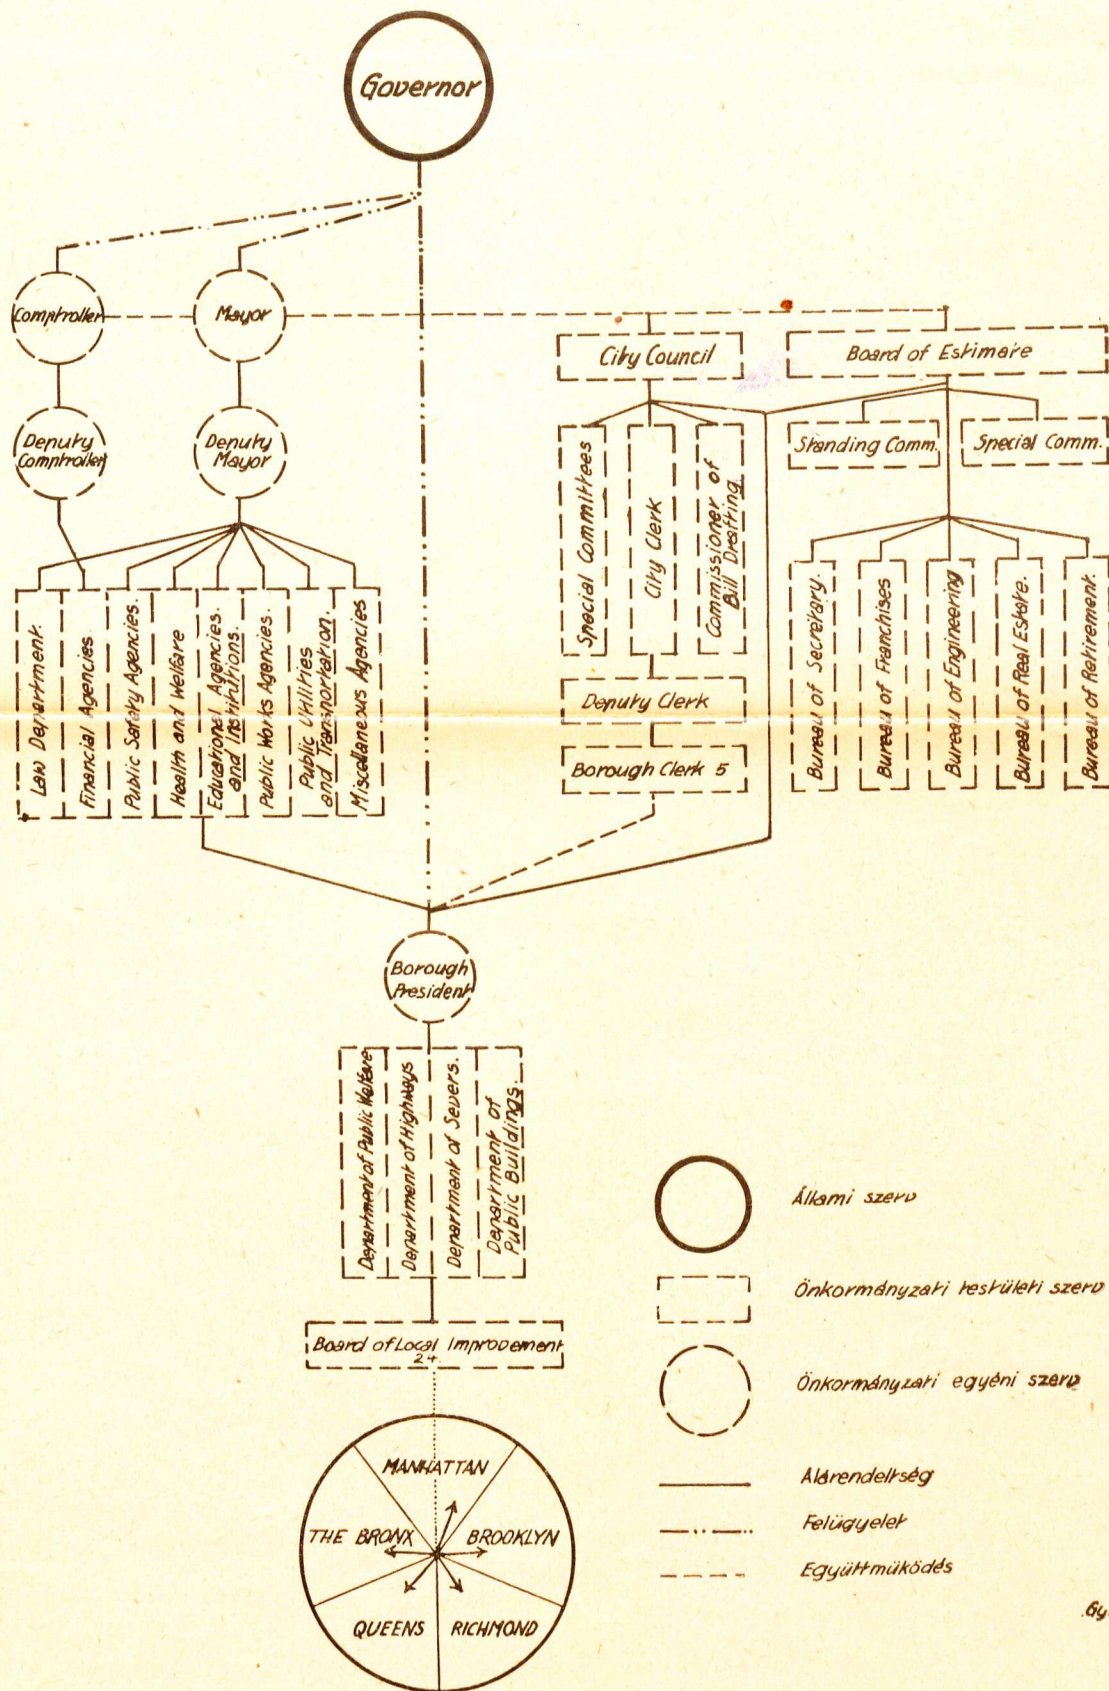 Governor
Comptroller
Mayor
City Council
Board of Estimate
Deputy
Comptroller
Deputy
Mayor
Standing Comm.
Special Comm.
Special Committees
City Clerk
Commissioner of
Bill Drafting.
Law Department.
Financial Agencies
Public Safety Agencies.
Health and Welfare
Educational Agencies
and Institutions.
Public Works Agencies.
Public Utilities
and Transportation.
Miscellaneous Agencies
Bureau of Secretary.
Bureau of Franchises
Bureau of Engineering
Bureau of Real Estate.
Bureau of Retirement.
Deputy Clerk
Borough Clerk 5
Borough
President
Department of Public Welfare
Department of Highways
Department of Severs.
Department of
Public Buildings.
Board of Local Improvement
24
MANHATTAN
THE BRONX
BROOKLYN
QUEENS
RICHMOND
Állami szerv
Önkormányzati testületi szerv
Önkormányzati egyéni szerv
Alárendeltség
Felügyelet
Együttmüködés